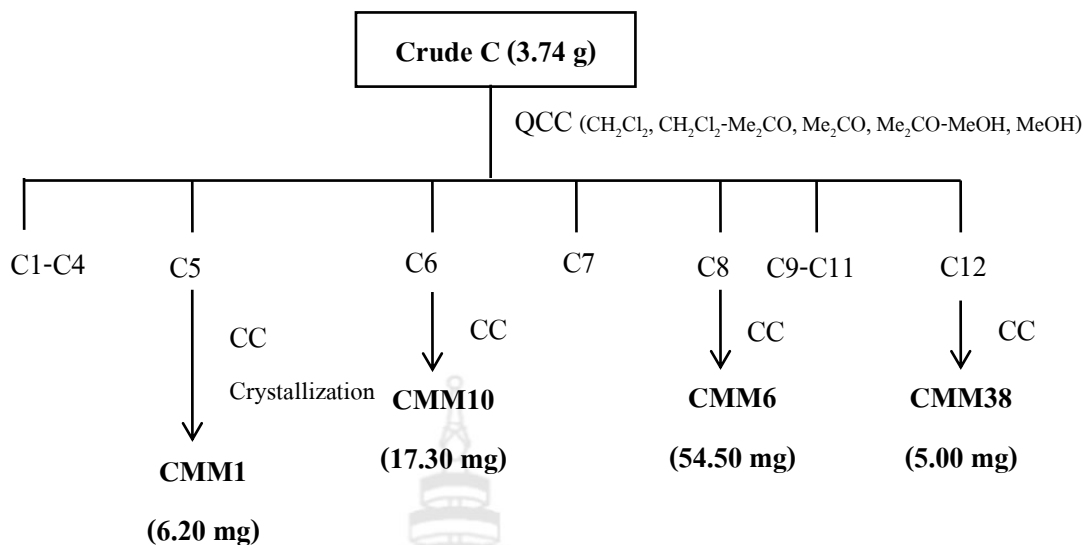 Crude C (3.74 g)
QCC (CH₂Cl₂, CH₂Cl₂-Me₂CO, Me₂CO, Me₂CO-MeOH, MeOH)
C1-C4 C5 C6 C7 C8 C9-C11 C12
CC CC CC CC
Crystallization
CMM10 CMM6 CMM38
(17.30 mg) (54.50 mg) (5.00 mg)
CMM1
(6.20 mg)